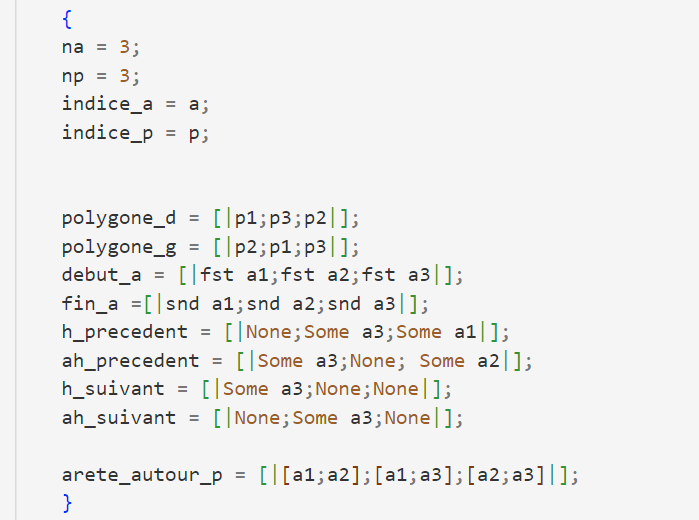 {
na = 3;
np = 3;
indice_a = a;
indice_p = p;
polygone_d = [|p1;p3;p2|];
polygone_g = [|p2;p1;p3|];
debut_a = [|fst a1;fst a2;fst a3|];
fin_a =[|snd a1;snd a2;snd a3|];
h_precedent = [|None;Some a3;Some a1|];
ah_precedent = [|Some a3;None; Some a2|];
h_suivant = [|Some a3;None;None|];
ah_suivant = [|None;Some a3;None|];
arete_autour_p = [|[a1;a2];[a1;a3];[a2;a3]|];
}